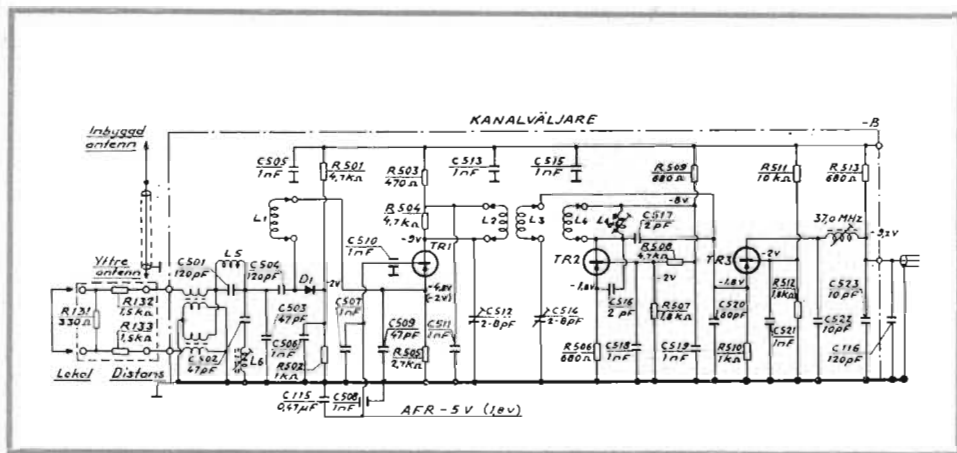 KANALVÄLJARE
-B
Inbyggd
antenn
Yttre
antenn
Lokal
Distans
R131
330Ω
R132
1,5kΩ
R133
1,5kΩ
C501
120pF
L5
C504
120pF
C502
47pF
L6
C503
47pF
C506
1nF
D1
L1
C505
1nF
R501
4,7kΩ
-2V
R502
1kΩ
C115
0,47µF
C507
1nF
C508
1nF
C510
1nF
C509
47pF
R503
470Ω
R504
4,7kΩ
-9V
TR1
-4,8V
(-2V)
R505
2,7kΩ
C511
1nF
AFR-5V (1,8V)
C513
1nF
C512
2-8pF
L2
L3
L4
C515
1nF
C514
2-8pF
TR2
-1,8V
R506
680Ω
C516
2pF
C518
1nF
C517
2pF
R508
4,7kΩ
-2V
R507
1,8kΩ
C519
1nF
R509
680Ω
-8V
TR3
-1,8V
C520
160pF
R510
1kΩ
-2V
R511
10kΩ
R512
1,8kΩ
C521
1nF
37,0 MHz
R513
680Ω
-9,2V
C522
10pF
C523
10pF
C116
120pF